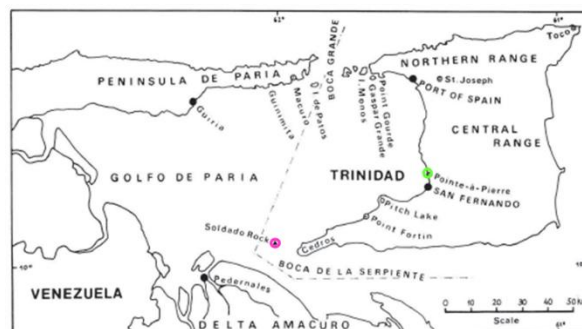 61°
61°
Toco
NORTHERN RANGE
BOCA GRANDE
PENINSULA DE PARIA
St. Joseph
PORT OF SPAIN
Macuro
I de Patos
I. Monos
Point Gourde
Gaspar Grande
Guinimita
Guiria
CENTRAL
RANGE
GOLFO DE PARIA
TRINIDAD
Pointe-à-Pierre
SAN FERNANDO
Pitch Lake
Point Fortin
Soldado Rock
Cedros
10°
10°
BOCA DE LA SERPIENTE
Pedernales
VENEZUELA
DELTA AMACURO
0 10 20 30 40
Scale
61°